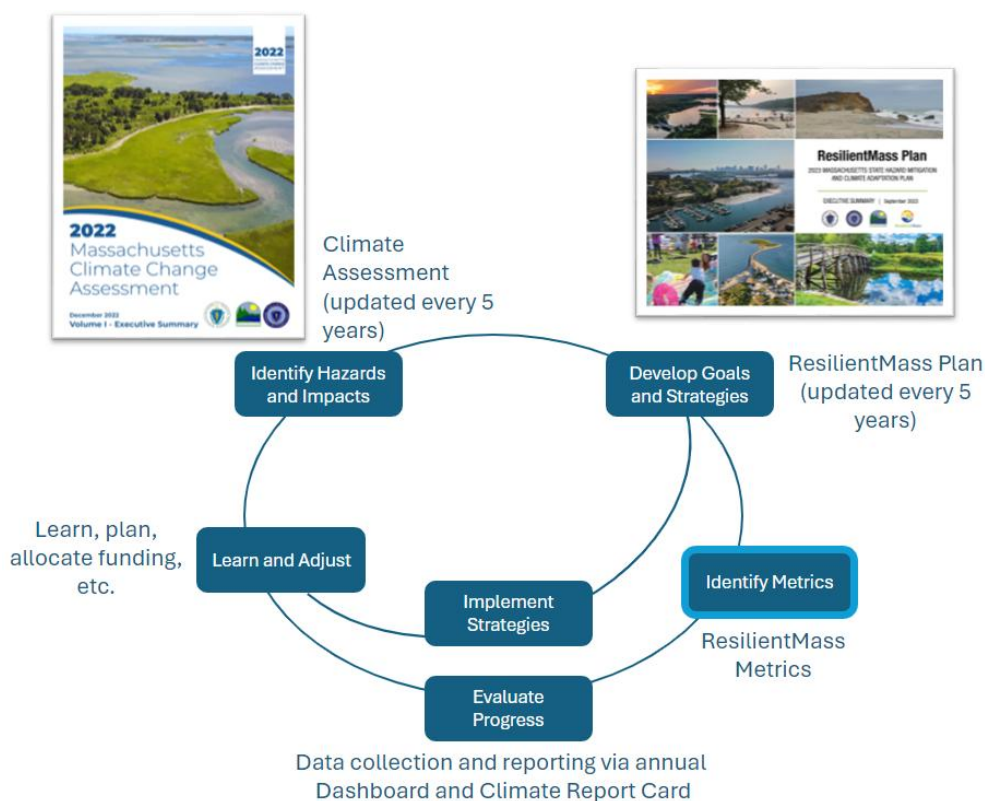 2022
2022
Massachusetts
Climate Change
Assessment
December 2022
Volume I - Executive Summary
ResilientMass Plan
2023 MASSACHUSETTS STATE HAZARD MITIGATION
AND CLIMATE ADAPTATION PLAN
EXECUTIVE SUMMARY | September 2023
Climate
Assessment
(updated every 5
years)
Identify Hazards
and Impacts
Develop Goals
and Strategies
ResilientMass Plan
(updated every 5
years)
Learn, plan,
allocate funding,
etc.
Learn and Adjust
Implement
Strategies
Identify Metrics
ResilientMass
Metrics
Evaluate
Progress
Data collection and reporting via annual
Dashboard and Climate Report Card